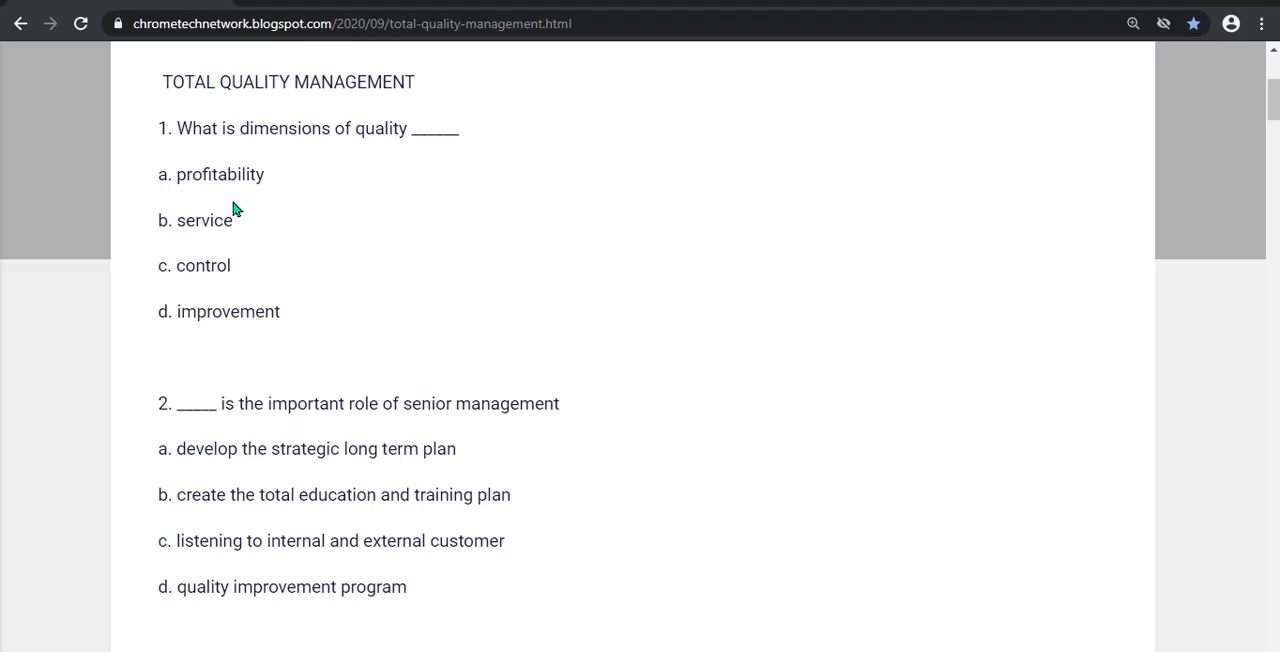 chrometechnetwork.blogspot.com/2020/09/total-quality-management.html
TOTAL QUALITY MANAGEMENT
1. What is dimensions of quality ______
a. profitability
b. service
c. control
d. improvement
2. _____ is the important role of senior management
a. develop the strategic long term plan
b. create the total education and training plan
c. listening to internal and external customer
d. quality improvement program